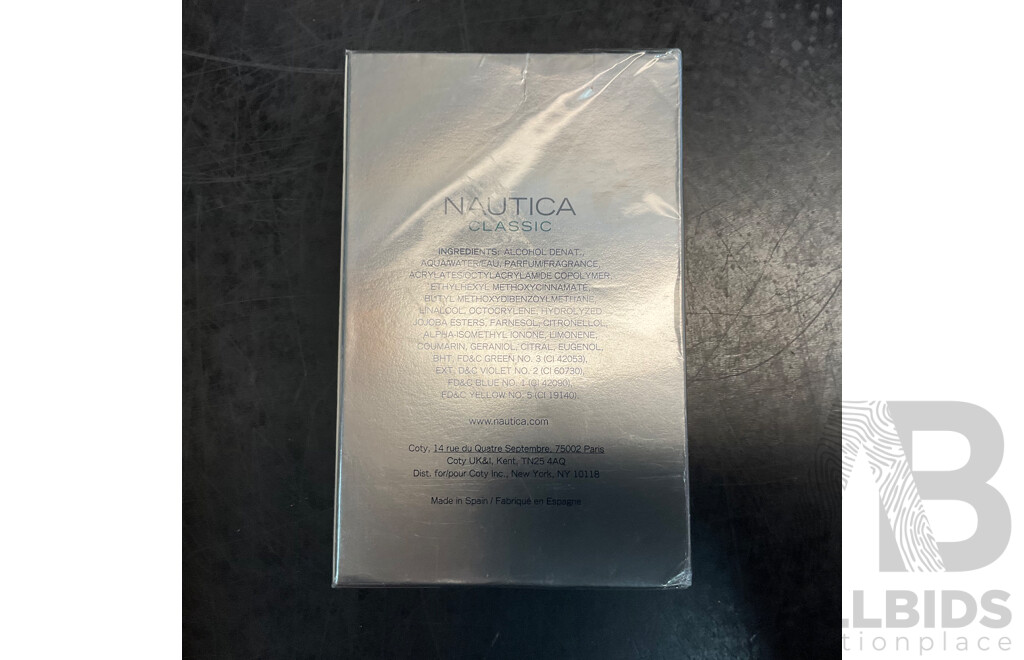 NAUTICA
CLASSIC
INGREDIENTS: ALCOHOL DENAT.,
AQUA/WATER/EAU, PARFUM/FRAGRANCE,
ACRYLATES/OCTYLACRYLAMIDE COPOLYMER,
ETHYLHEXYL METHOXYCINNAMATE,
BUTYL METHOXYDIBENZOYLMETHANE,
LINALOOL, OCTOCRYLENE, HYDROLYZED
JOJOBA ESTERS, FARNESOL, CITRONELLOL,
ALPHA-ISOMETHYL IONONE, LIMONENE,
COUMARIN, GERANIOL, CITRAL, EUGENOL,
BHT, FD&C GREEN NO. 3 (CI 42053),
EXT. D&C VIOLET NO. 2 (CI 60730),
FD&C BLUE NO. 1 (CI 42090),
FD&C YELLOW NO. 5 (CI 19140).
www.nautica.com
Coty, 14 rue du Quatre Septembre, 75002 Paris
Coty UK&I, Kent, TN25 4AQ
Dist. for/pour Coty Inc., New York, NY 10118
Made in Spain / Fabriqué en Espagne
B
LLBIDS
tionplace